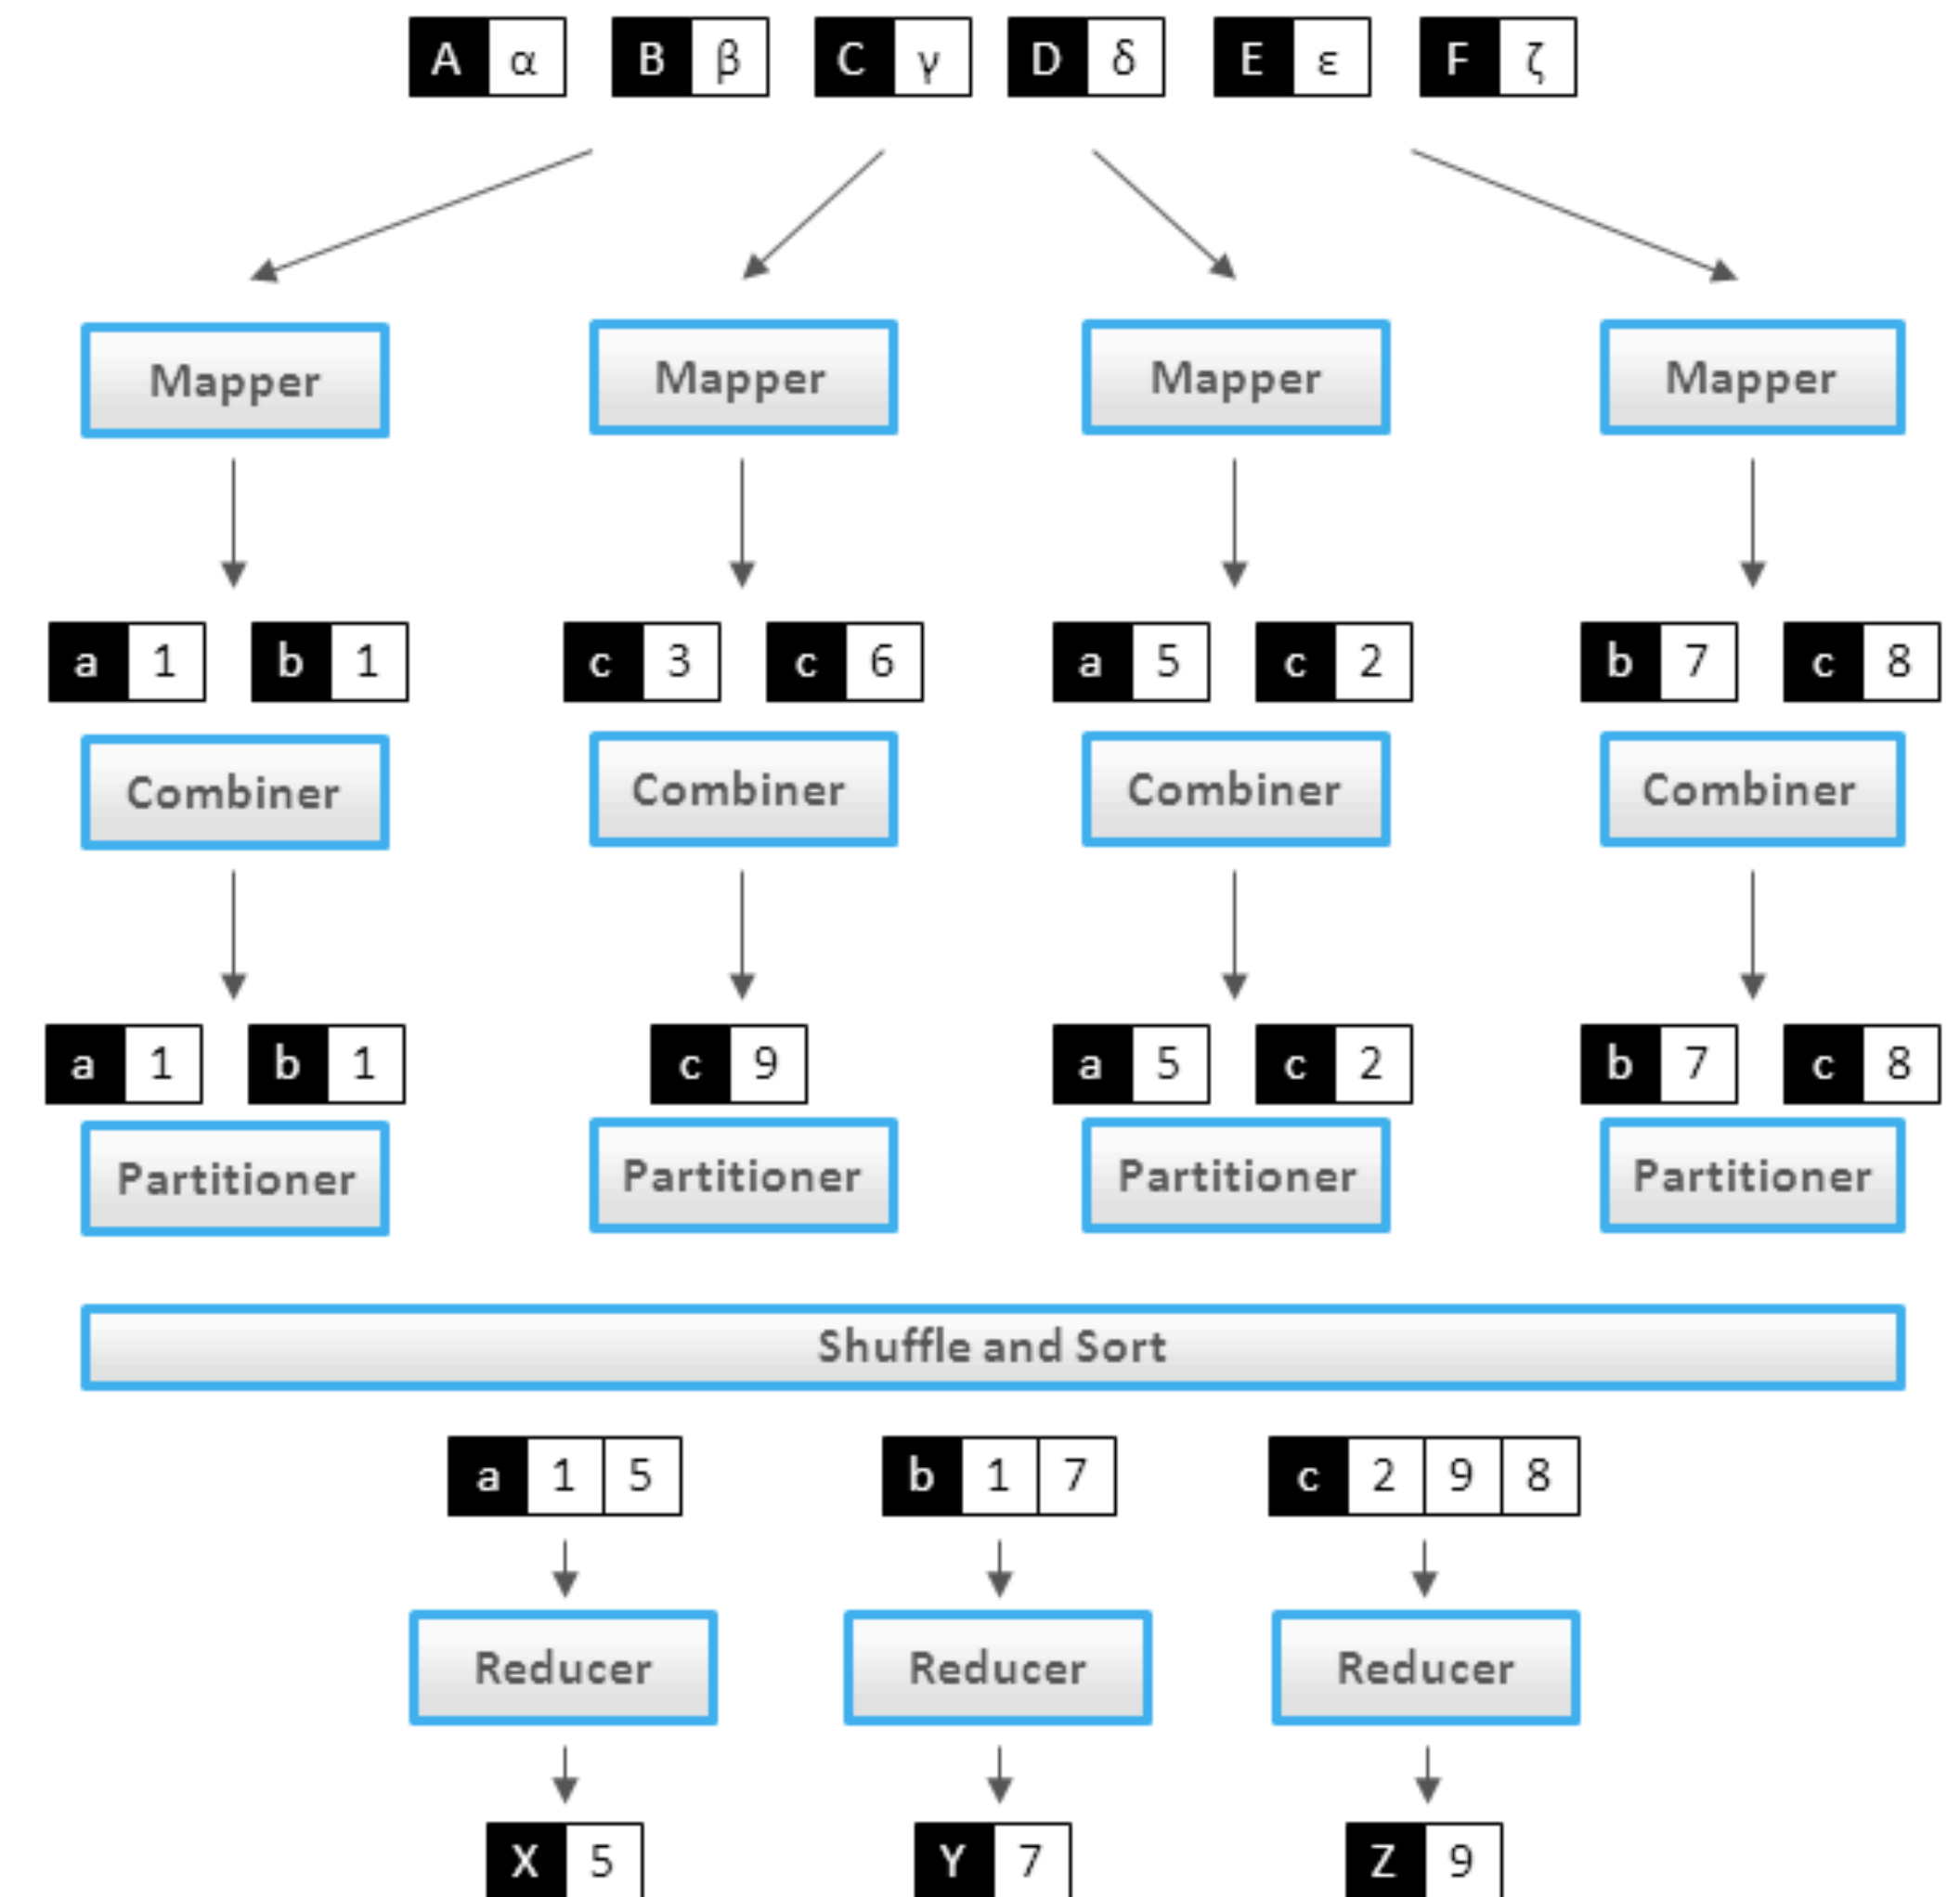 A α B β C γ D δ E ε F ζ
Mapper Mapper Mapper Mapper
a 1 b 1 c 3 c 6 a 5 c 2 b 7 c 8
Combiner Combiner Combiner Combiner
a 1 b 1 c 9 a 5 c 2 b 7 c 8
Partitioner Partitioner Partitioner Partitioner
Shuffle and Sort
a 1 5 b 1 7 c 2 9 8
Reducer Reducer Reducer
X 5 Y 7 Z 9